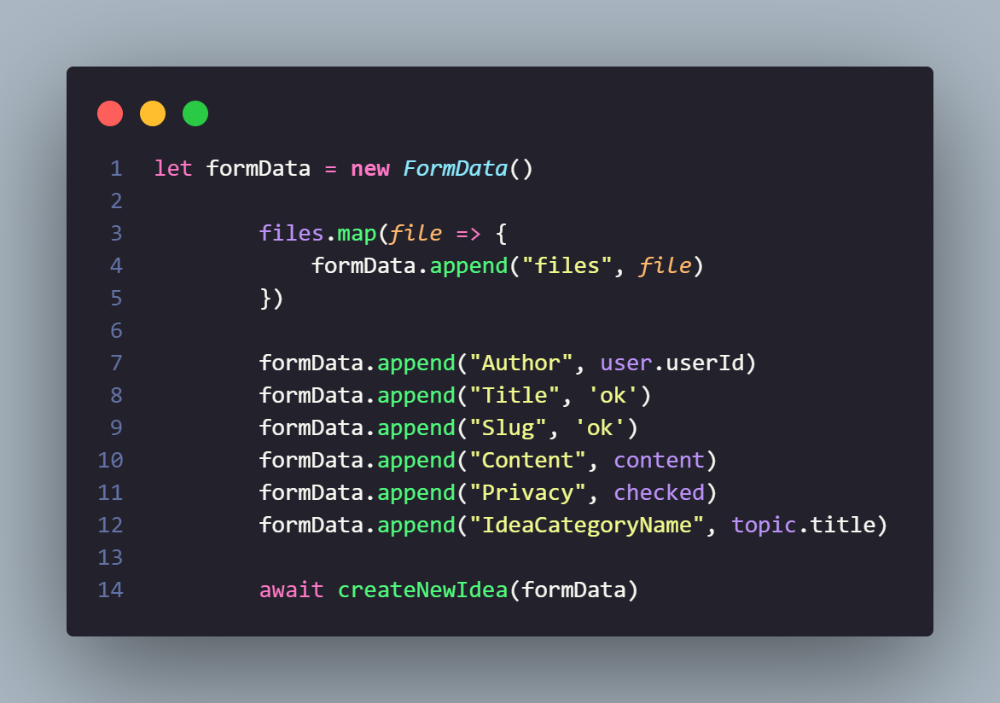 1 let formData = new FormData()
2
3 files.map(file => {
4 formData.append("files", file)
5 })
6
7 formData.append("Author", user.userId)
8 formData.append("Title", 'ok')
9 formData.append("Slug", 'ok')
10 formData.append("Content", content)
11 formData.append("Privacy", checked)
12 formData.append("IdeaCategoryName", topic.title)
13
14 await createNewIdea(formData)